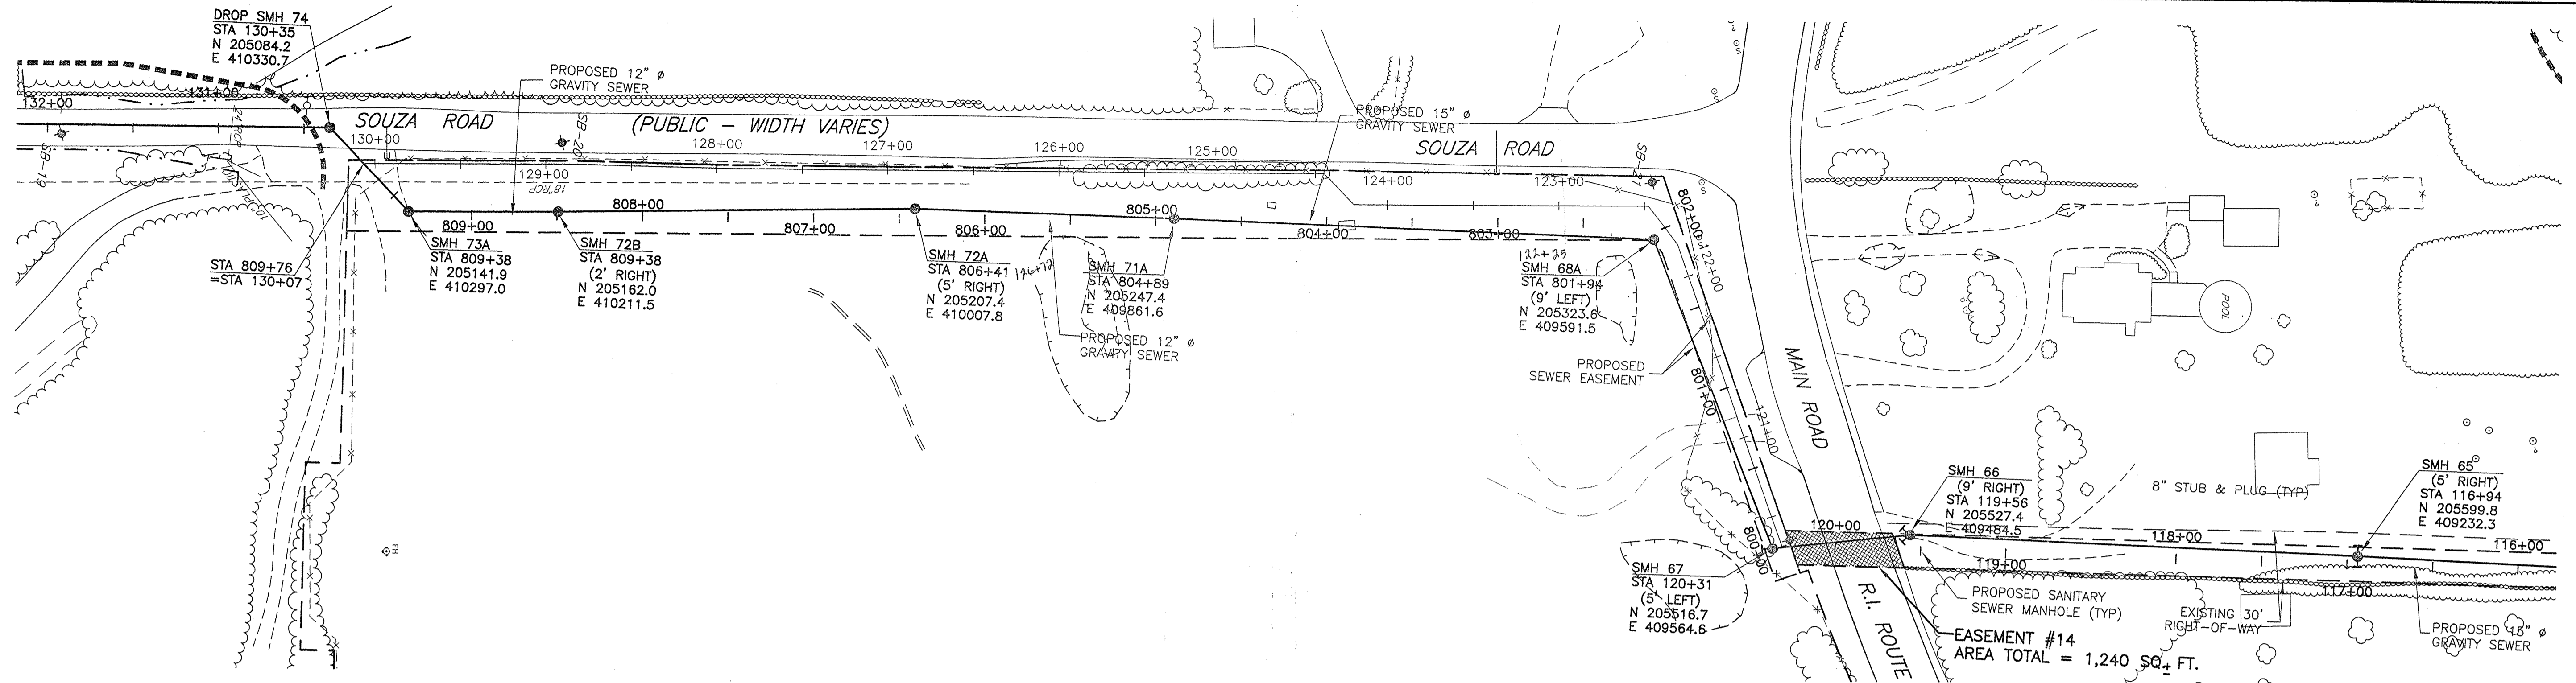 DROP SMH 74
STA 130+35
N 205084.2
E 410330.7
PROPOSED 12" ø
GRAVITY SEWER
132+00
131+00
SOUZA ROAD (PUBLIC - WIDTH VARIES)
130+00
129+00
128+00
127+00
126+00
125+00
124+00
123+00
SB-19
SB-20
SB-21
24" RCP
18"RCP
PROPOSED 15" ø
GRAVITY SEWER
SOUZA ROAD
809+00
808+00
807+00
806+00
805+00
804+00
803+00
802+00
122+00
801+00
121+00
800+00
STA 809+76
=STA 130+07
SMH 73A
STA 809+38
N 205141.9
E 410297.0
SMH 72B
STA 809+38
(2' RIGHT)
N 205162.0
E 410211.5
SMH 72A
STA 806+41
(5' RIGHT)
N 205207.4
E 410007.8
126+72
SMH 71A
STA 804+89
N 205247.4
E 409861.6
PROPOSED 12" ø
GRAVITY SEWER
122+25
SMH 68A
STA 801+94
(9' LEFT)
N 205323.6
E 409591.5
PROPOSED
SEWER EASEMENT
MAIN ROAD
R.I. ROUTE
POOL
FH
SMH 67
STA 120+31
(5' LEFT)
N 205516.7
E 409564.6
120+00
119+00
118+00
117+00
116+00
SMH 66
(9' RIGHT)
STA 119+56
N 205527.4
E 409484.5
8" STUB & PLUG (TYP)
SMH 65
(5' RIGHT)
STA 116+94
N 205599.8
E 409232.3
PROPOSED SANITARY
SEWER MANHOLE (TYP)
EXISTING 30'
RIGHT-OF-WAY
PROPOSED 15" ø
GRAVITY SEWER
EASEMENT #14
AREA TOTAL = 1,240 SQ.± FT.